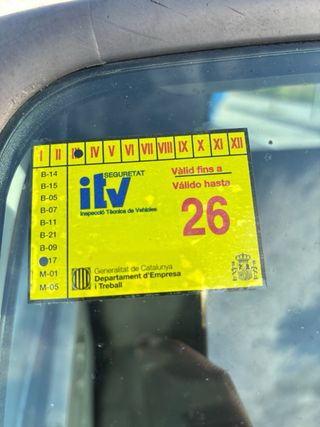 I II IV V VI VII VIII IX X XI XII
B-14
B-15
B-05
B-07
B-11
B-21
B-09
17
M-01
M-05
SEGURETAT
itv
Inspecció Tècnica de Vehicles
Vàlid fins a
Válido hasta
26
Generalitat de Catalunya
Departament d'Empresa
i Treball